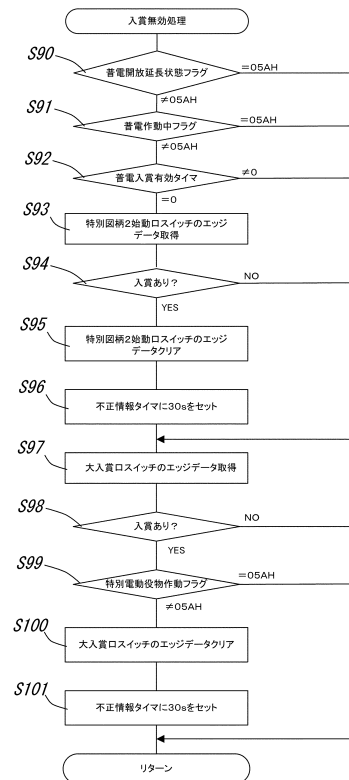 入賞無効処理
S90
普電開放延長状態フラグ
=05AH
≠05AH
S91
普電作動中フラグ
=05AH
≠05AH
S92
普電入賞有効タイマ
≠0
=0
S93
特別図柄2始動口スイッチのエッジ
データ取得
S94
入賞あり?
NO
YES
S95
特別図柄2始動口スイッチのエッジ
データクリア
S96
不正情報タイマに30sをセット
S97
大入賞口スイッチのエッジデータ取得
S98
入賞あり?
NO
YES
S99
特別電動役物作動フラグ
=05AH
≠05AH
S100
大入賞口スイッチのエッジデータクリア
S101
不正情報タイマに30sをセット
リターン